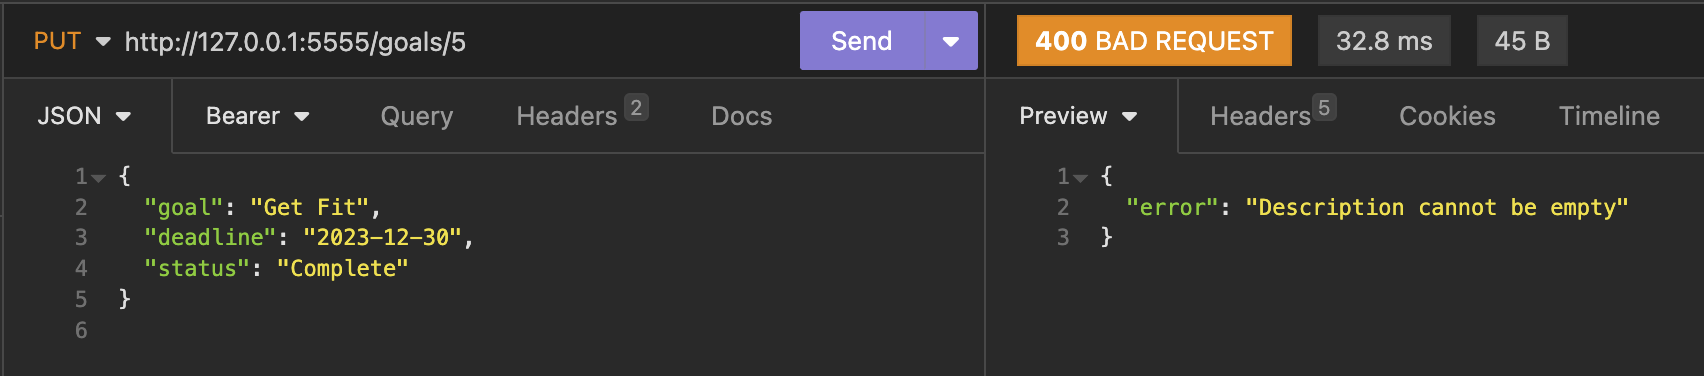 PUT http://127.0.0.1:5555/goals/5 Send
400 BAD REQUEST 32.8 ms 45 B
JSON Bearer Query Headers 2 Docs
Preview Headers 5 Cookies Timeline
1 {
2 "goal": "Get Fit",
3 "deadline": "2023-12-30",
4 "status": "Complete"
5 }
6
1 {
2 "error": "Description cannot be empty"
3 }